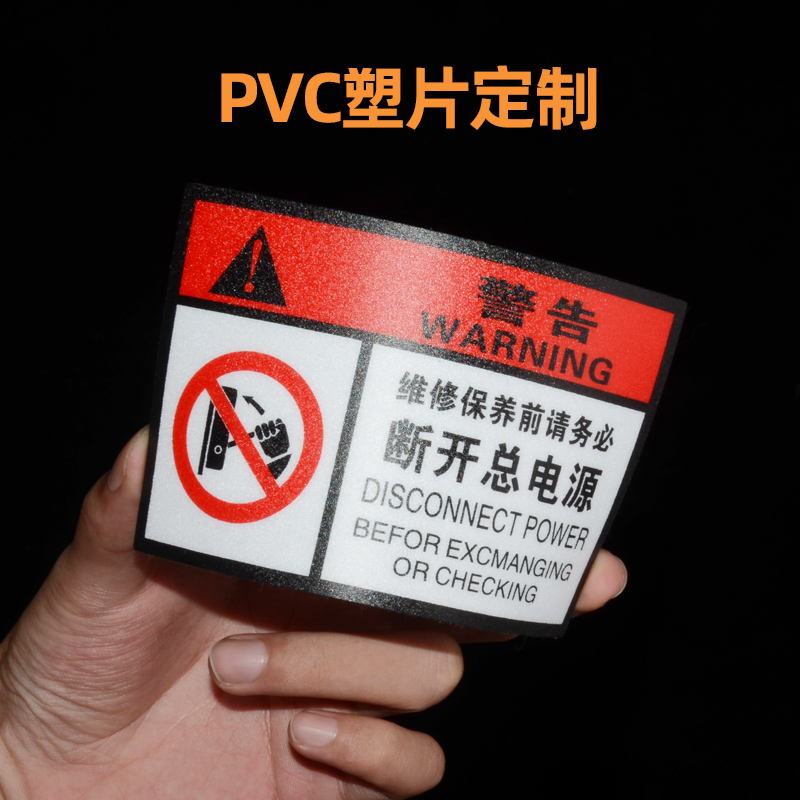 PVC塑片定制
警告
WARNING
维修保养前请务必
断开总电源
DISCONNECT POWER
BEFOR EXCMANGING
OR CHECKING